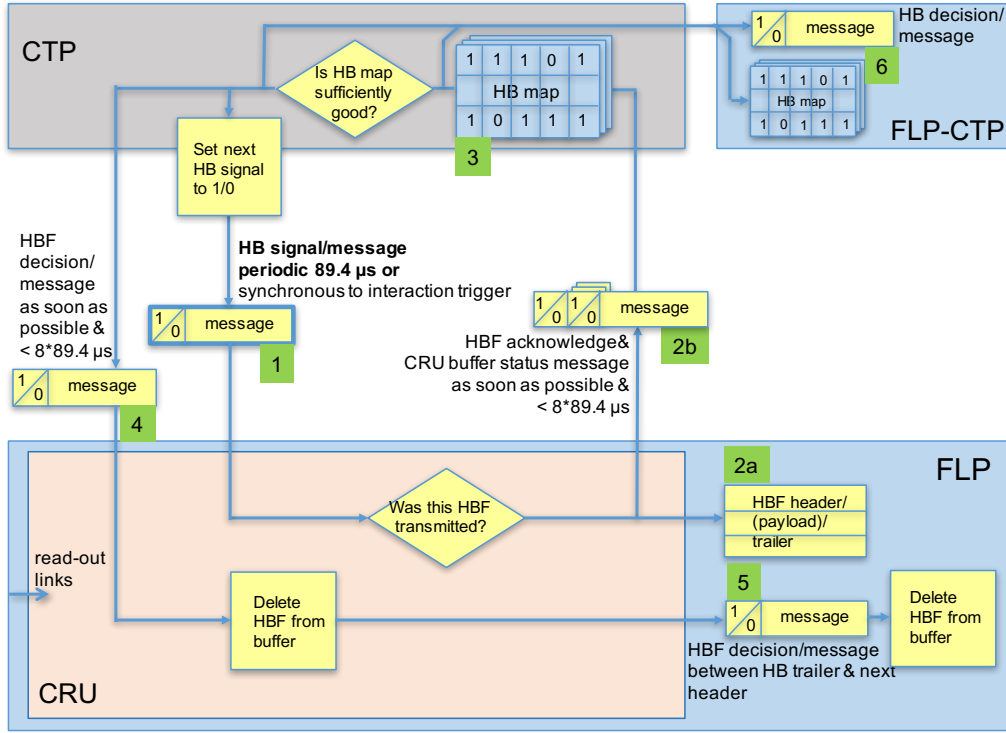 CTP
Is HB map
sufficiently
good?
1 1 1 0 1
HB map
1 0 1 1 1
3
1/0 message
HB decision/
message
6
1 1 1 0 1
HB map
1 0 1 1 1
FLP-CTP
Set next
HB signal
to 1/0
HBF
decision/
message
as soon as
possible &
< 8*89.4 µs
HB signal/message
periodic 89.4 µs or
synchronous to interaction trigger
1/0 message
1
1/0 1/0 message
2b
HBF acknowledge&
CRU buffer status message
as soon as possible &
< 8*89.4 µs
1/0 message
4
FLP
2a
Was this HBF
transmitted?
HBF header/
(payload)/
trailer
read-out
links
5
Delete
HBF from
buffer
1/0 message
Delete
HBF from
buffer
HBF decision/message
between HB trailer & next
header
CRU